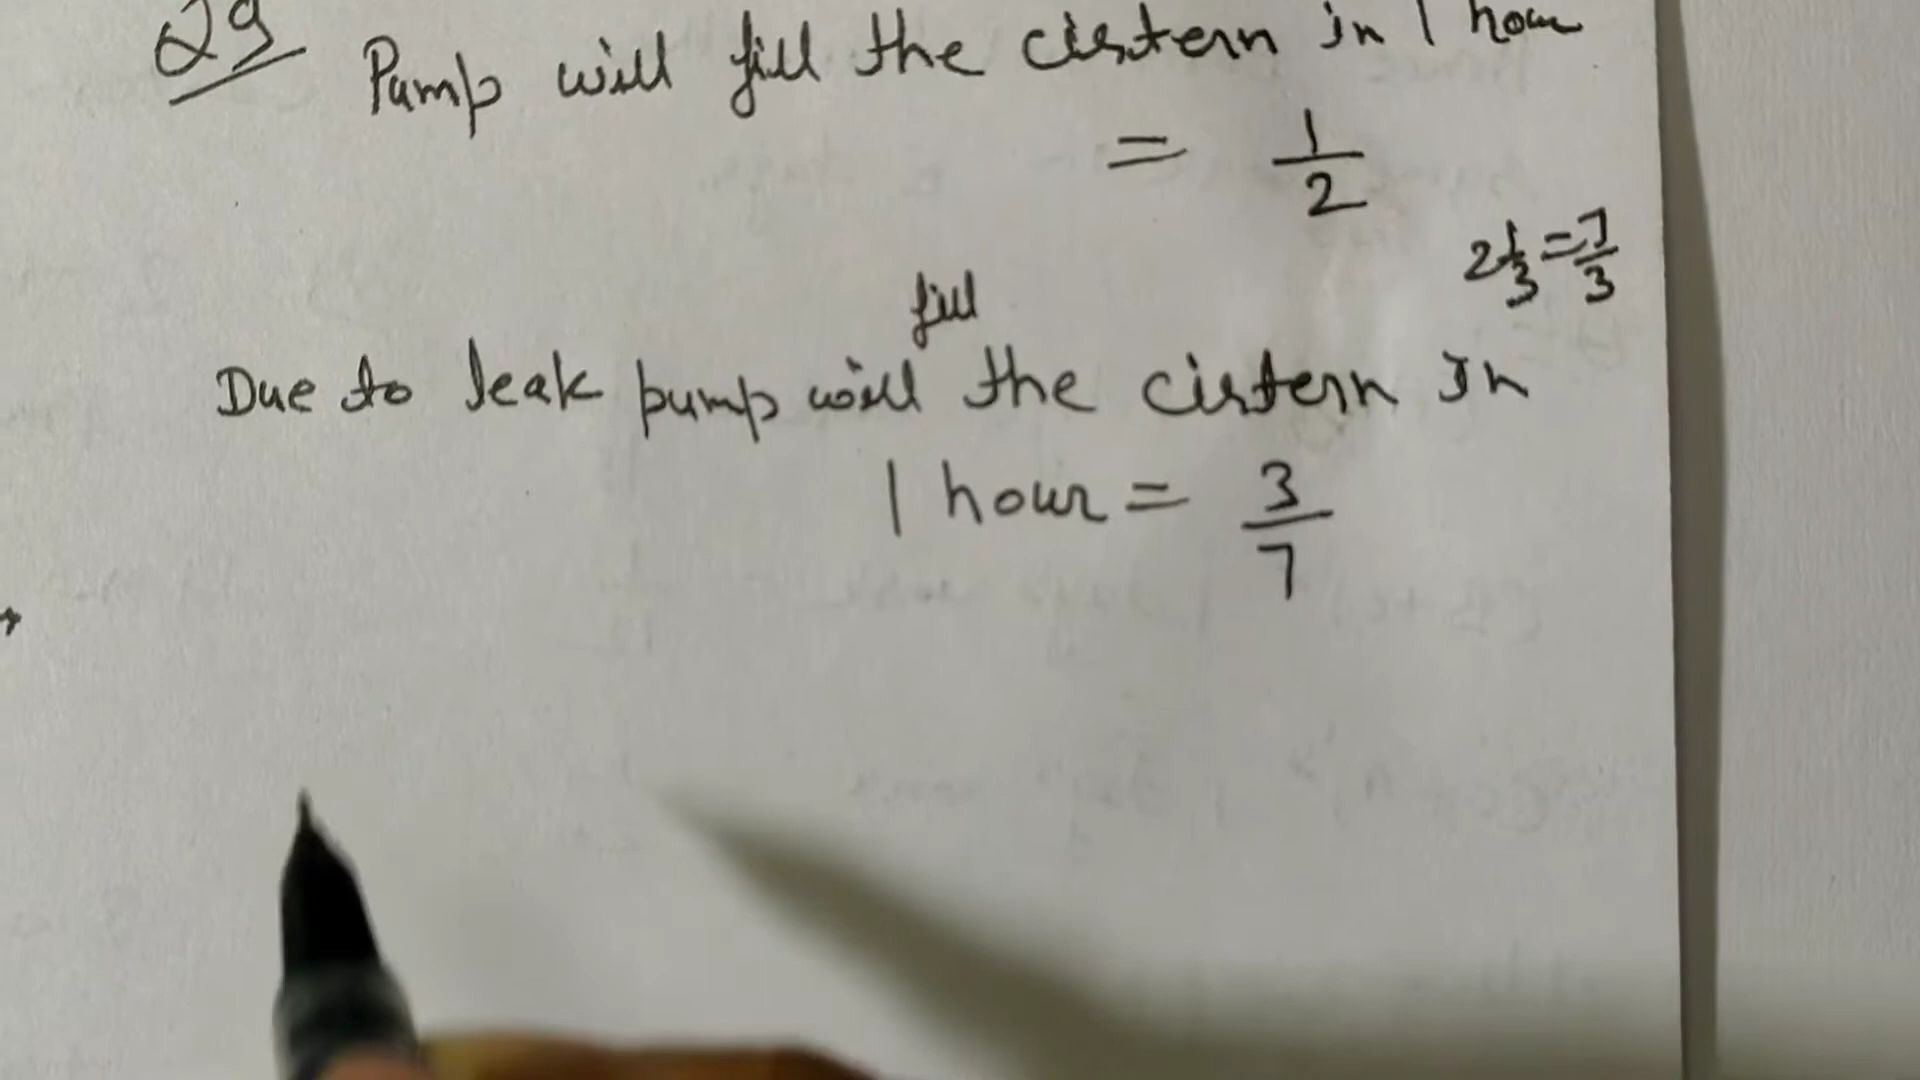 Q9 Pump will fill the cistern in 1 hour
= 1/2
2 1/3 = 7/3
fill
Due to leak pump will the cistern In
1 hour = 3/7